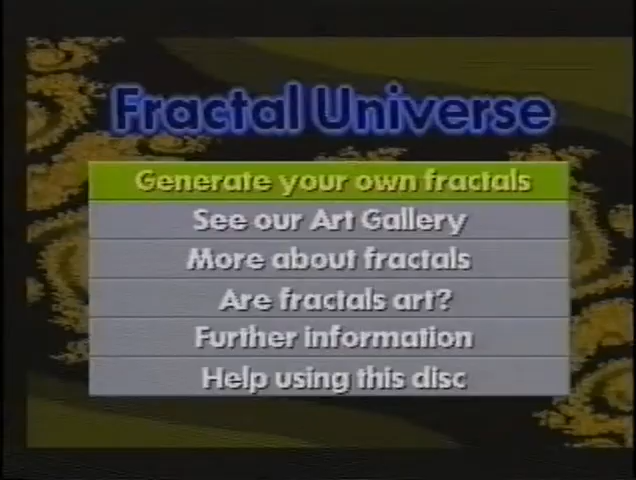 Fractal Universe
Generate your own fractals
See our Art Gallery
More about fractals
Are fractals art?
Further information
Help using this disc